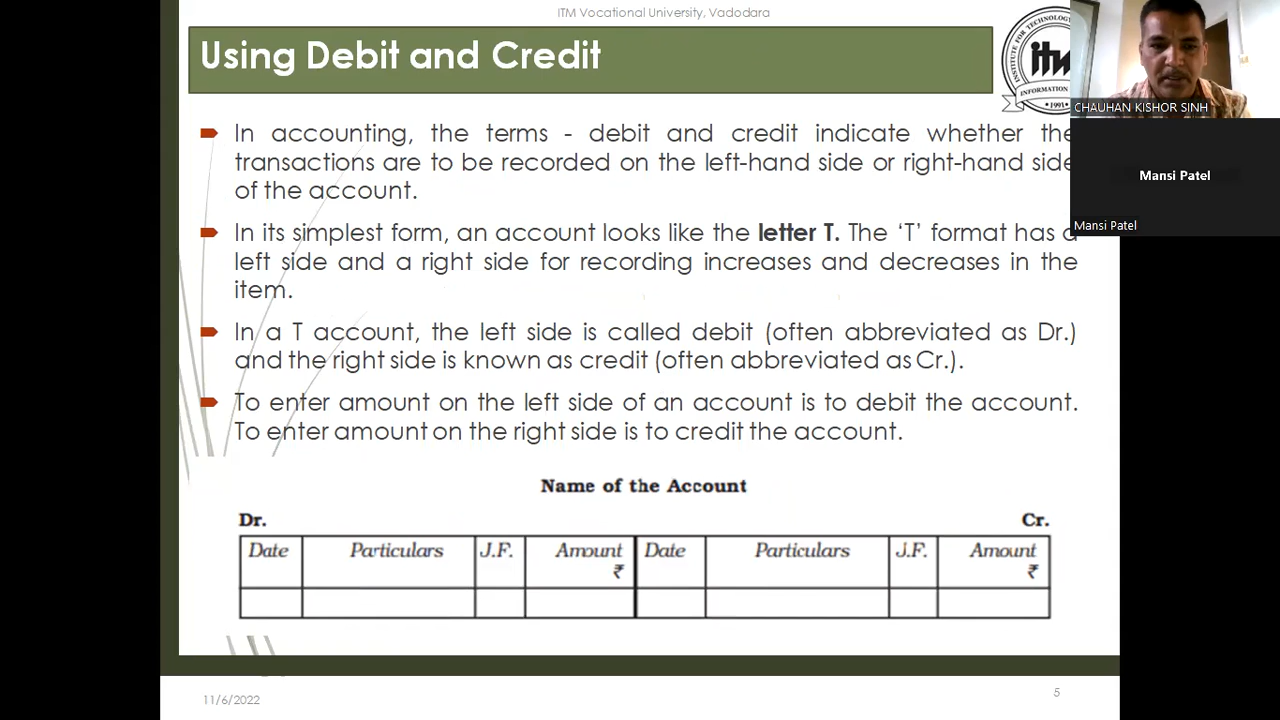 ITM Vocational University, Vadodara
Using Debit and Credit
INSTITUTE FOR TECHNOLOGY
itm
INFORMATION
• 1991 •
CHAUHAN KISHOR SINH
Mansi Patel
Mansi Patel
In accounting, the terms - debit and credit indicate whether the
transactions are to be recorded on the left-hand side or right-hand side
of the account.
In its simplest form, an account looks like the letter T. The ‘T’ format has a
left side and a right side for recording increases and decreases in the
item.
In a T account, the left side is called debit (often abbreviated as Dr.)
and the right side is known as credit (often abbreviated as Cr.).
To enter amount on the left side of an account is to debit the account.
To enter amount on the right side is to credit the account.
Name of the Account
Dr. Cr.
Date Particulars J.F. Amount Date Particulars J.F. Amount
₹ ₹
11/6/2022 5